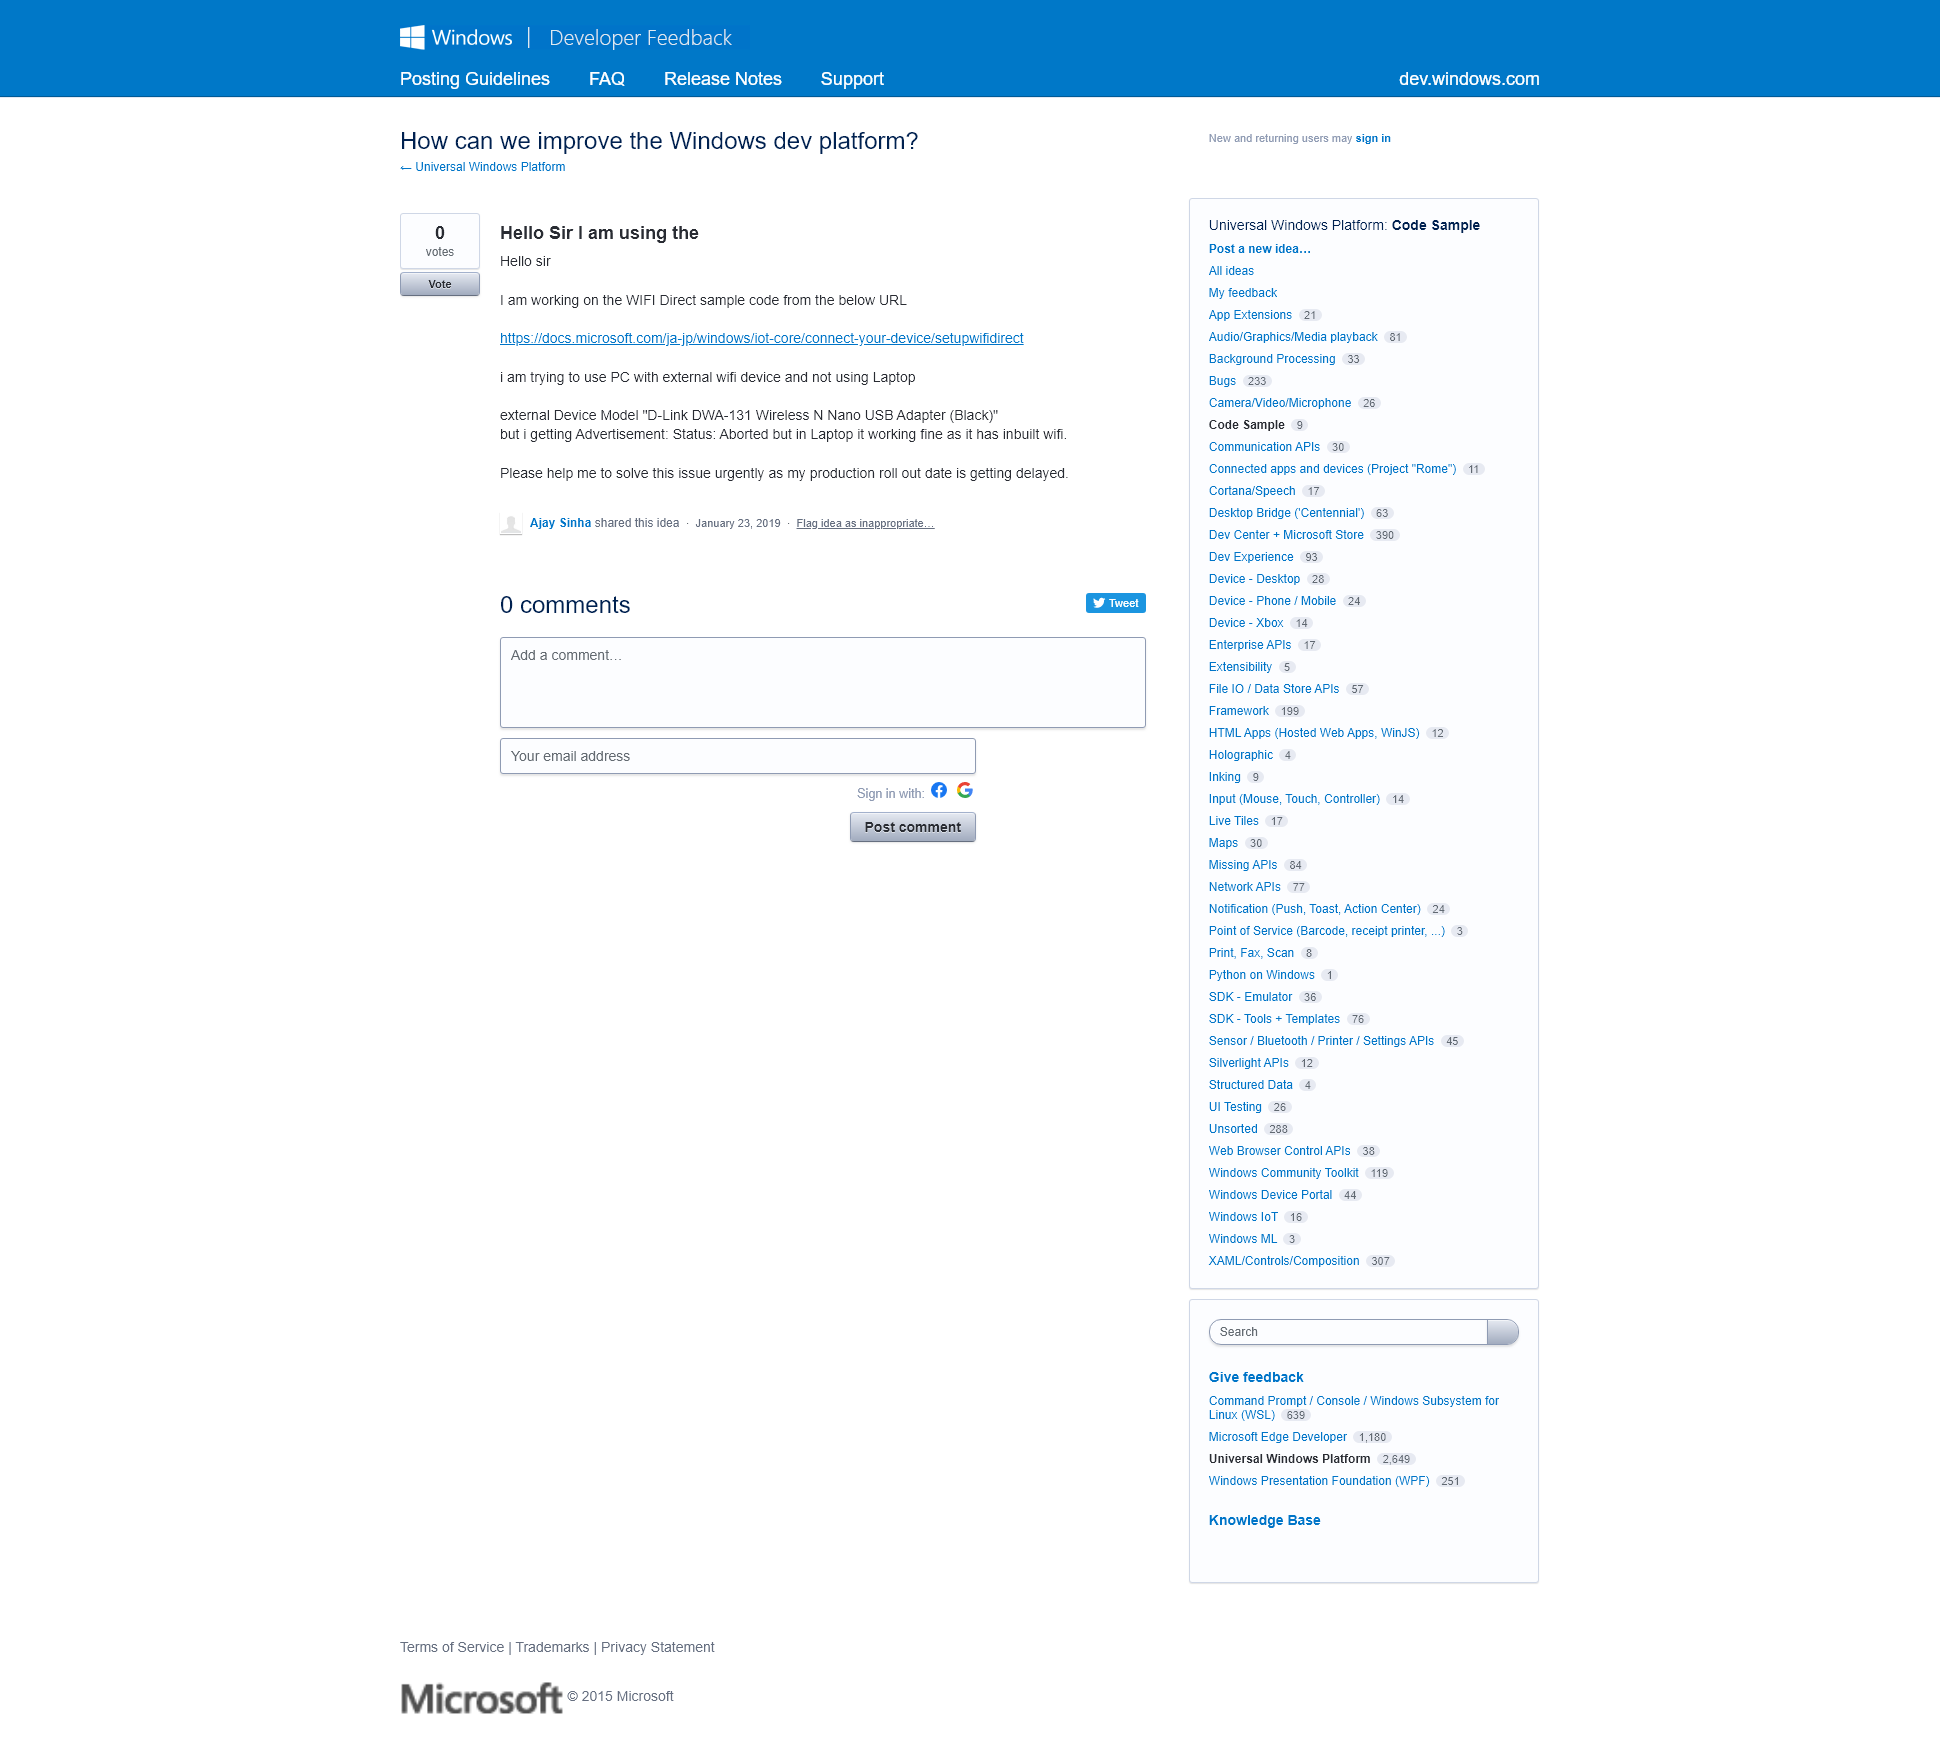 Windows | Developer Feedback
Posting Guidelines FAQ Release Notes Support dev.windows.com
How can we improve the Windows dev platform?
← Universal Windows Platform
New and returning users may sign in
0
votes
Vote
Hello Sir I am using the
Hello sir
I am working on the WIFI Direct sample code from the below URL
https://docs.microsoft.com/ja-jp/windows/iot-core/connect-your-device/setupwifidirect
i am trying to use PC with external wifi device and not using Laptop
external Device Model "D-Link DWA-131 Wireless N Nano USB Adapter (Black)"
but i getting Advertisement: Status: Aborted but in Laptop it working fine as it has inbuilt wifi.
Please help me to solve this issue urgently as my production roll out date is getting delayed.
Ajay Sinha shared this idea · January 23, 2019 · Flag idea as inappropriate…
0 comments
Tweet
Add a comment…
Your email address
Sign in with:
Post comment
Universal Windows Platform: Code Sample
Post a new idea…
All ideas
My feedback
App Extensions 21
Audio/Graphics/Media playback 81
Background Processing 33
Bugs 233
Camera/Video/Microphone 26
Code Sample 9
Communication APIs 30
Connected apps and devices (Project "Rome") 11
Cortana/Speech 17
Desktop Bridge ('Centennial') 63
Dev Center + Microsoft Store 390
Dev Experience 93
Device - Desktop 28
Device - Phone / Mobile 24
Device - Xbox 14
Enterprise APIs 17
Extensibility 5
File IO / Data Store APIs 57
Framework 199
HTML Apps (Hosted Web Apps, WinJS) 12
Holographic 4
Inking 9
Input (Mouse, Touch, Controller) 14
Live Tiles 17
Maps 30
Missing APIs 84
Network APIs 77
Notification (Push, Toast, Action Center) 24
Point of Service (Barcode, receipt printer, ...) 3
Print, Fax, Scan 8
Python on Windows 1
SDK - Emulator 36
SDK - Tools + Templates 76
Sensor / Bluetooth / Printer / Settings APIs 45
Silverlight APIs 12
Structured Data 4
UI Testing 26
Unsorted 288
Web Browser Control APIs 38
Windows Community Toolkit 119
Windows Device Portal 44
Windows IoT 16
Windows ML 3
XAML/Controls/Composition 307
Search
Give feedback
Command Prompt / Console / Windows Subsystem for
Linux (WSL) 639
Microsoft Edge Developer 1,180
Universal Windows Platform 2,649
Windows Presentation Foundation (WPF) 251
Knowledge Base
Terms of Service | Trademarks | Privacy Statement
Microsoft © 2015 Microsoft